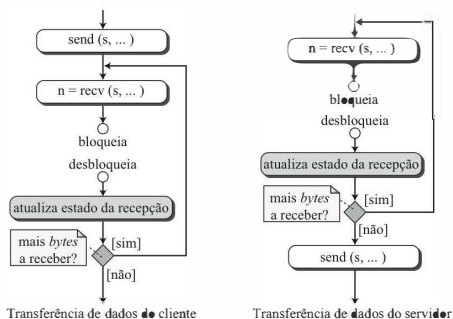 send (s, ... )
n = recv (s, ... )
bloqueia
desbloqueia
atualiza estado da recepção
mais bytes
a receber?
[sim]
[não]
Transferência de dados do cliente
n = recv (s, ... )
bloqueia
desbloqueia
atualiza estado da recepção
mais bytes
a receber?
[sim]
[não]
send (s, ... )
Transferência de dados do servidor